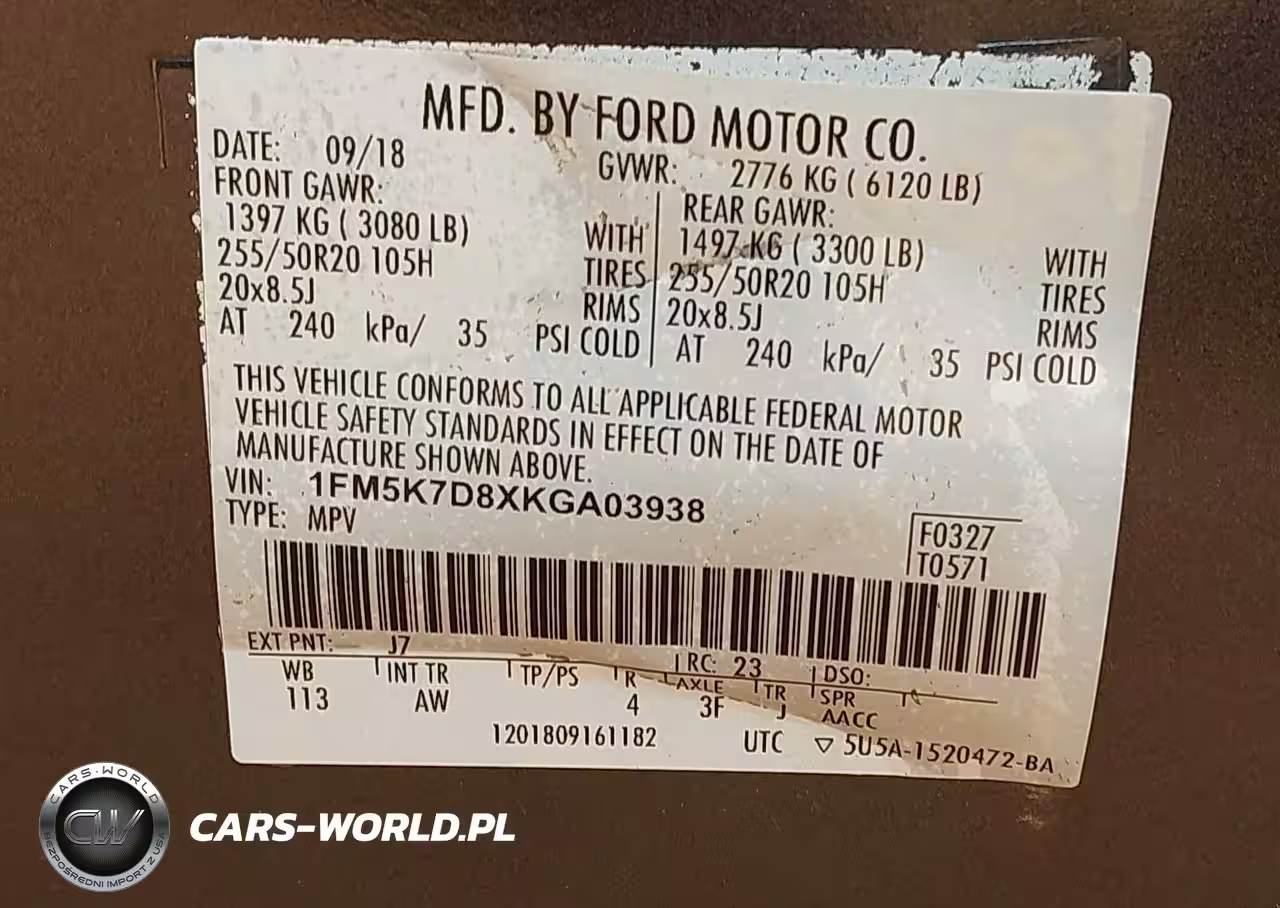 MFD. BY FORD MOTOR CO.
DATE: 09/18
GVWR: 2776 KG ( 6120 LB)
FRONT GAWR:
1397 KG ( 3080 LB) WITH
255/50R20 105H TIRES
20x8.5J RIMS
AT 240 kPa/ 35 PSI COLD
REAR GAWR:
1497 KG ( 3300 LB) WITH
255/50R20 105H TIRES
20x8.5J RIMS
AT 240 kPa/ 35 PSI COLD
THIS VEHICLE CONFORMS TO ALL APPLICABLE FEDERAL MOTOR
VEHICLE SAFETY STANDARDS IN EFFECT ON THE DATE OF
MANUFACTURE SHOWN ABOVE.
VIN: 1FM5K7D8XKGA03938
TYPE: MPV
F0327
T0571
EXT PNT: J7 RC: 23 DSO:
WB INT TR TP/PS R AXLE TR SPR
113 AW 4 3F J AACC
1201809161182 UTC ▽ 5U5A-1520472-BA
CARS-WORLD
CW
BEZPOŚREDNI IMPORT Z USA
CARS-WORLD.PL